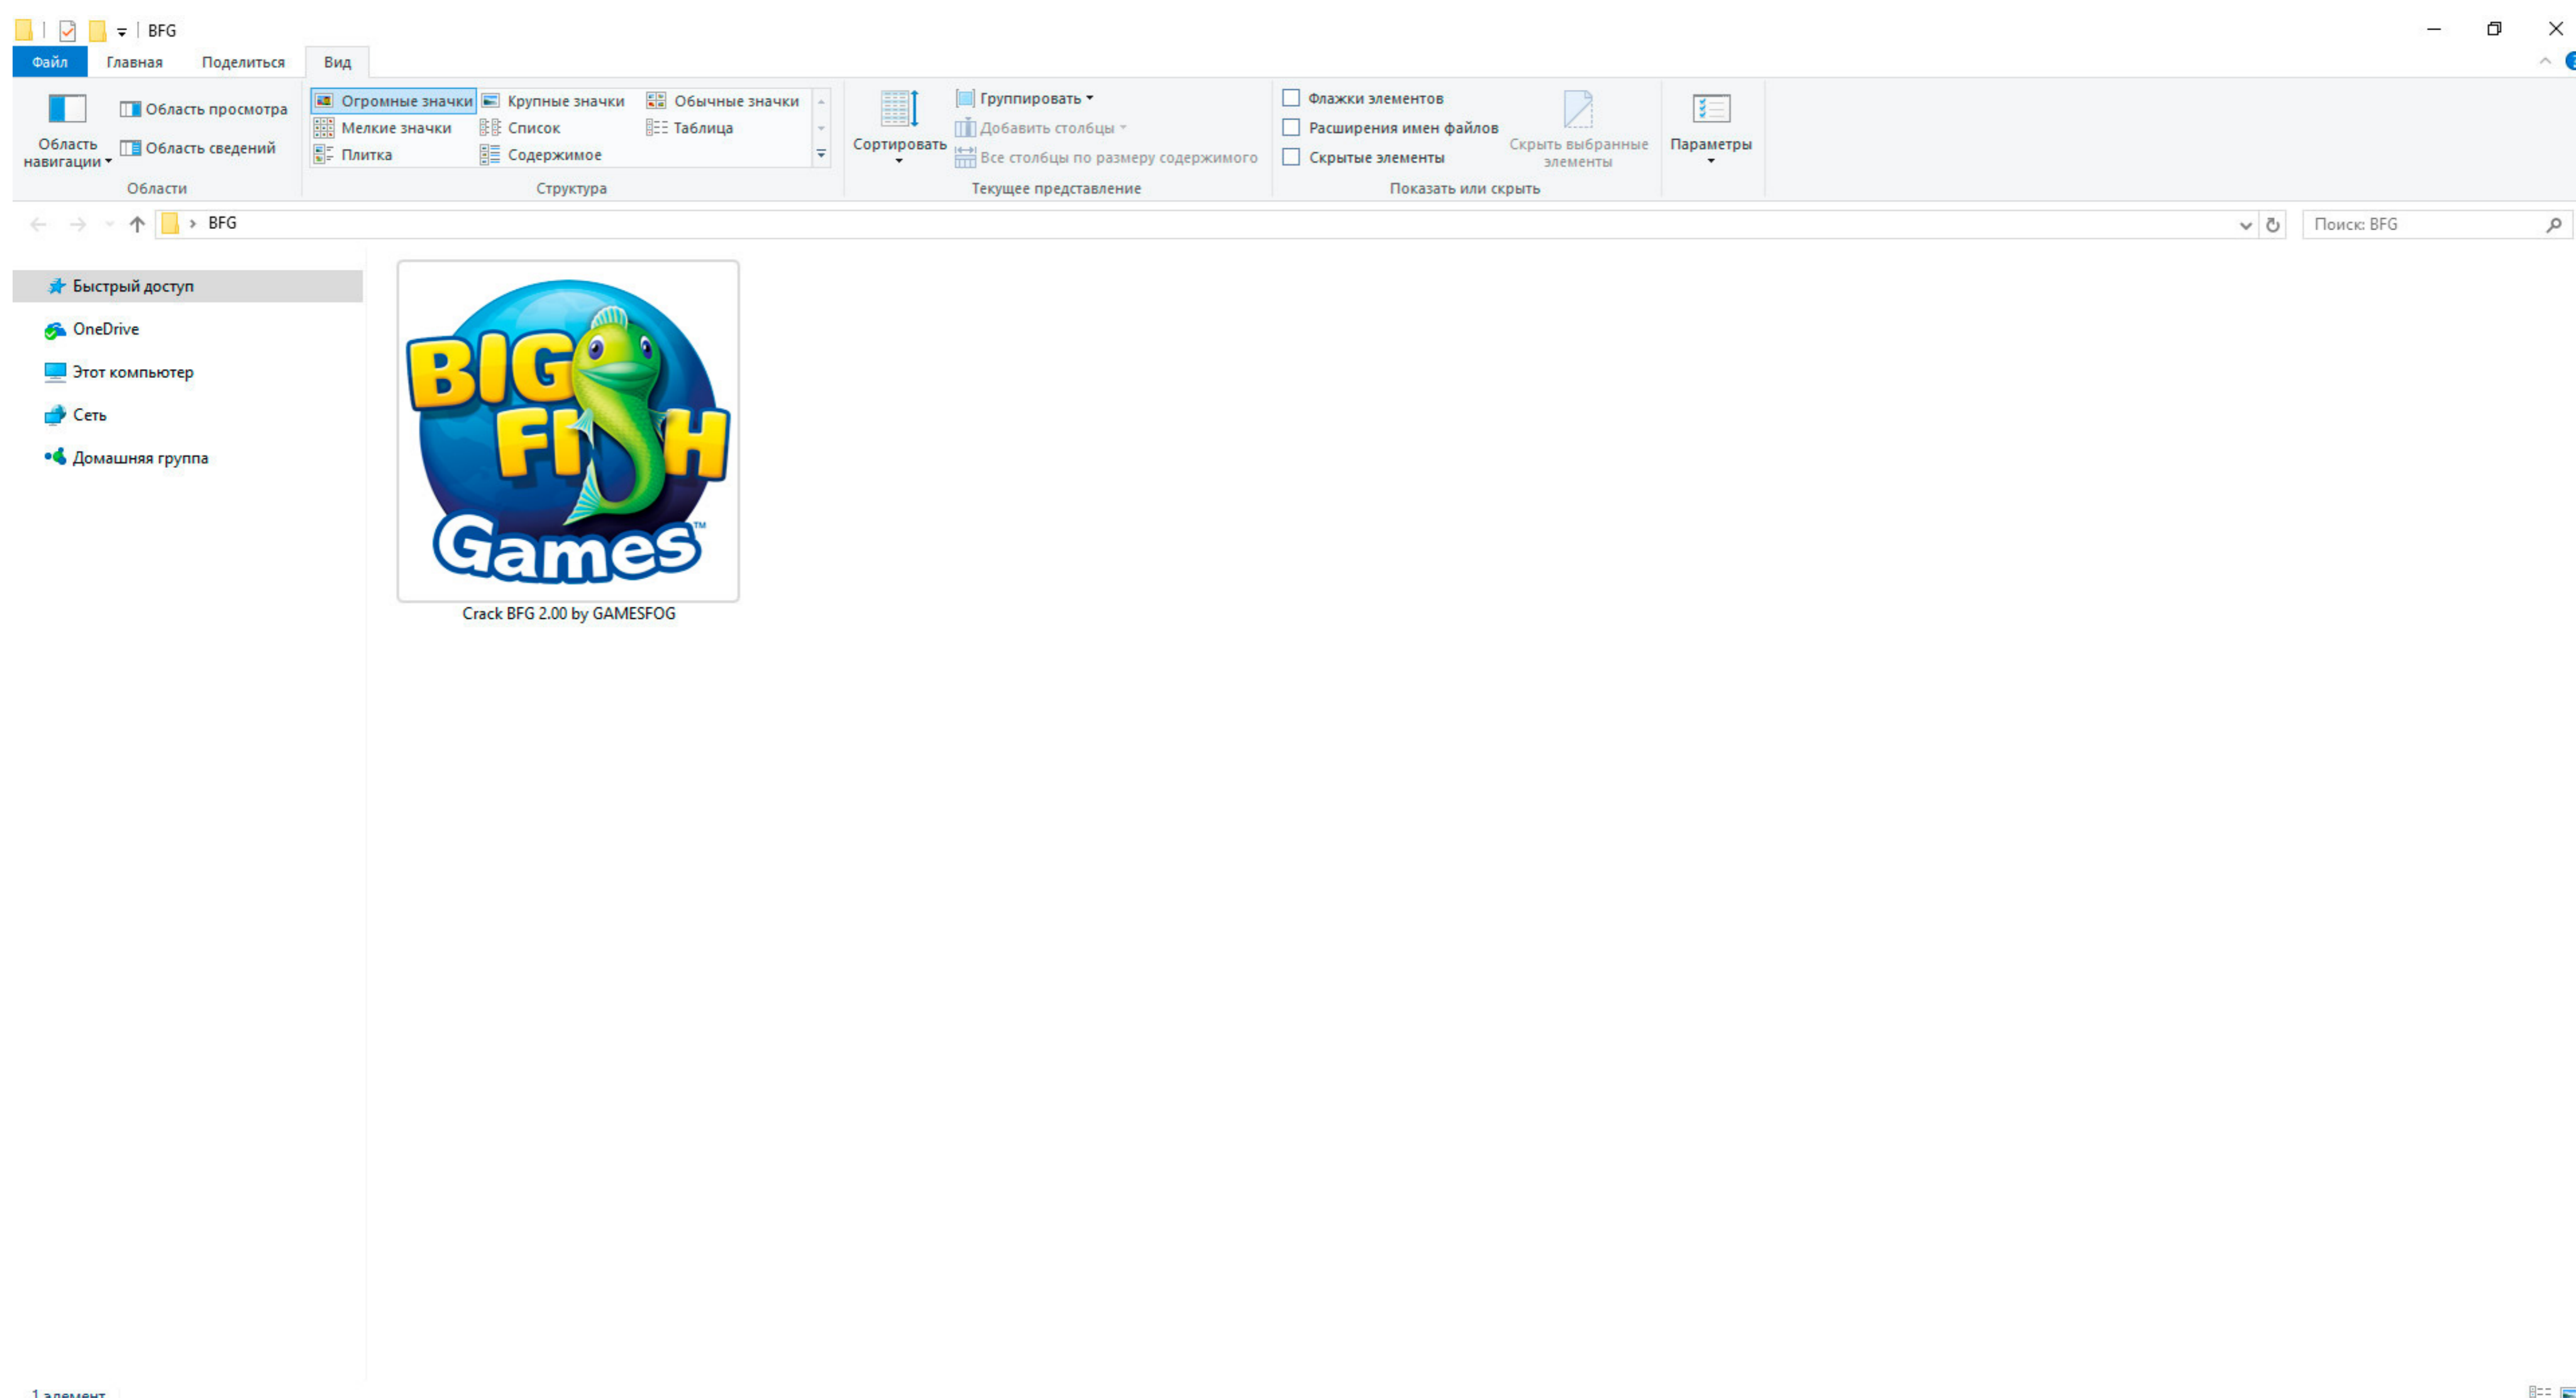 BFG
Файл Главная Поделиться Вид
Область навигации
Область просмотра
Область сведений
Области
Огромные значки Крупные значки Обычные значки
Мелкие значки Список Таблица
Плитка Содержимое
Структура
Сортировать
Группировать
Добавить столбцы
Все столбцы по размеру содержимого
Текущее представление
Флажки элементов
Расширения имен файлов
Скрытые элементы
Скрыть выбранные
элементы
Показать или скрыть
Параметры
BFG
Поиск: BFG
Быстрый доступ
OneDrive
Этот компьютер
Сеть
Домашняя группа
BIG
FISH
Games™
Crack BFG 2.00 by GAMESFOG
1 элемент